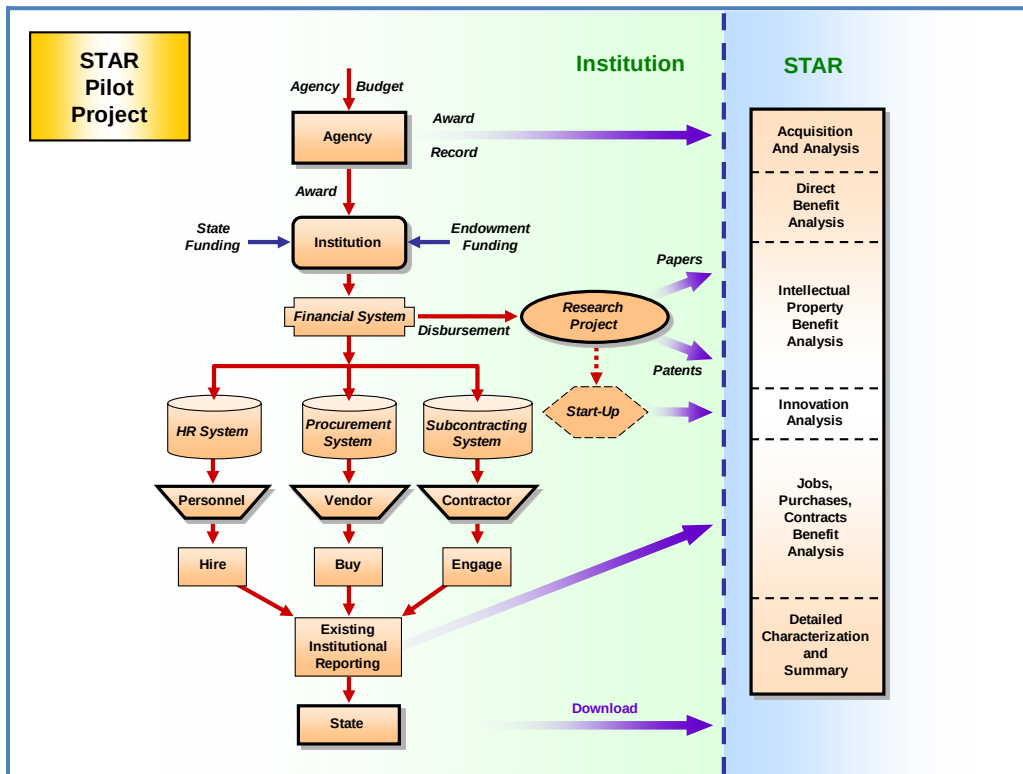 STAR
Pilot
Project
Institution
STAR
Agency Budget
Agency
Award
Record
Award
State
Funding
Institution
Endowment
Funding
Financial System
Disbursement
Research
Project
Papers
Patents
Start-Up
HR System
Procurement
System
Subcontracting
System
Personnel
Vendor
Contractor
Hire
Buy
Engage
Existing
Institutional
Reporting
State
Download
Acquisition
And Analysis
Direct
Benefit
Analysis
Intellectual
Property
Benefit
Analysis
Innovation
Analysis
Jobs,
Purchases,
Contracts
Benefit
Analysis
Detailed
Characterization
and
Summary